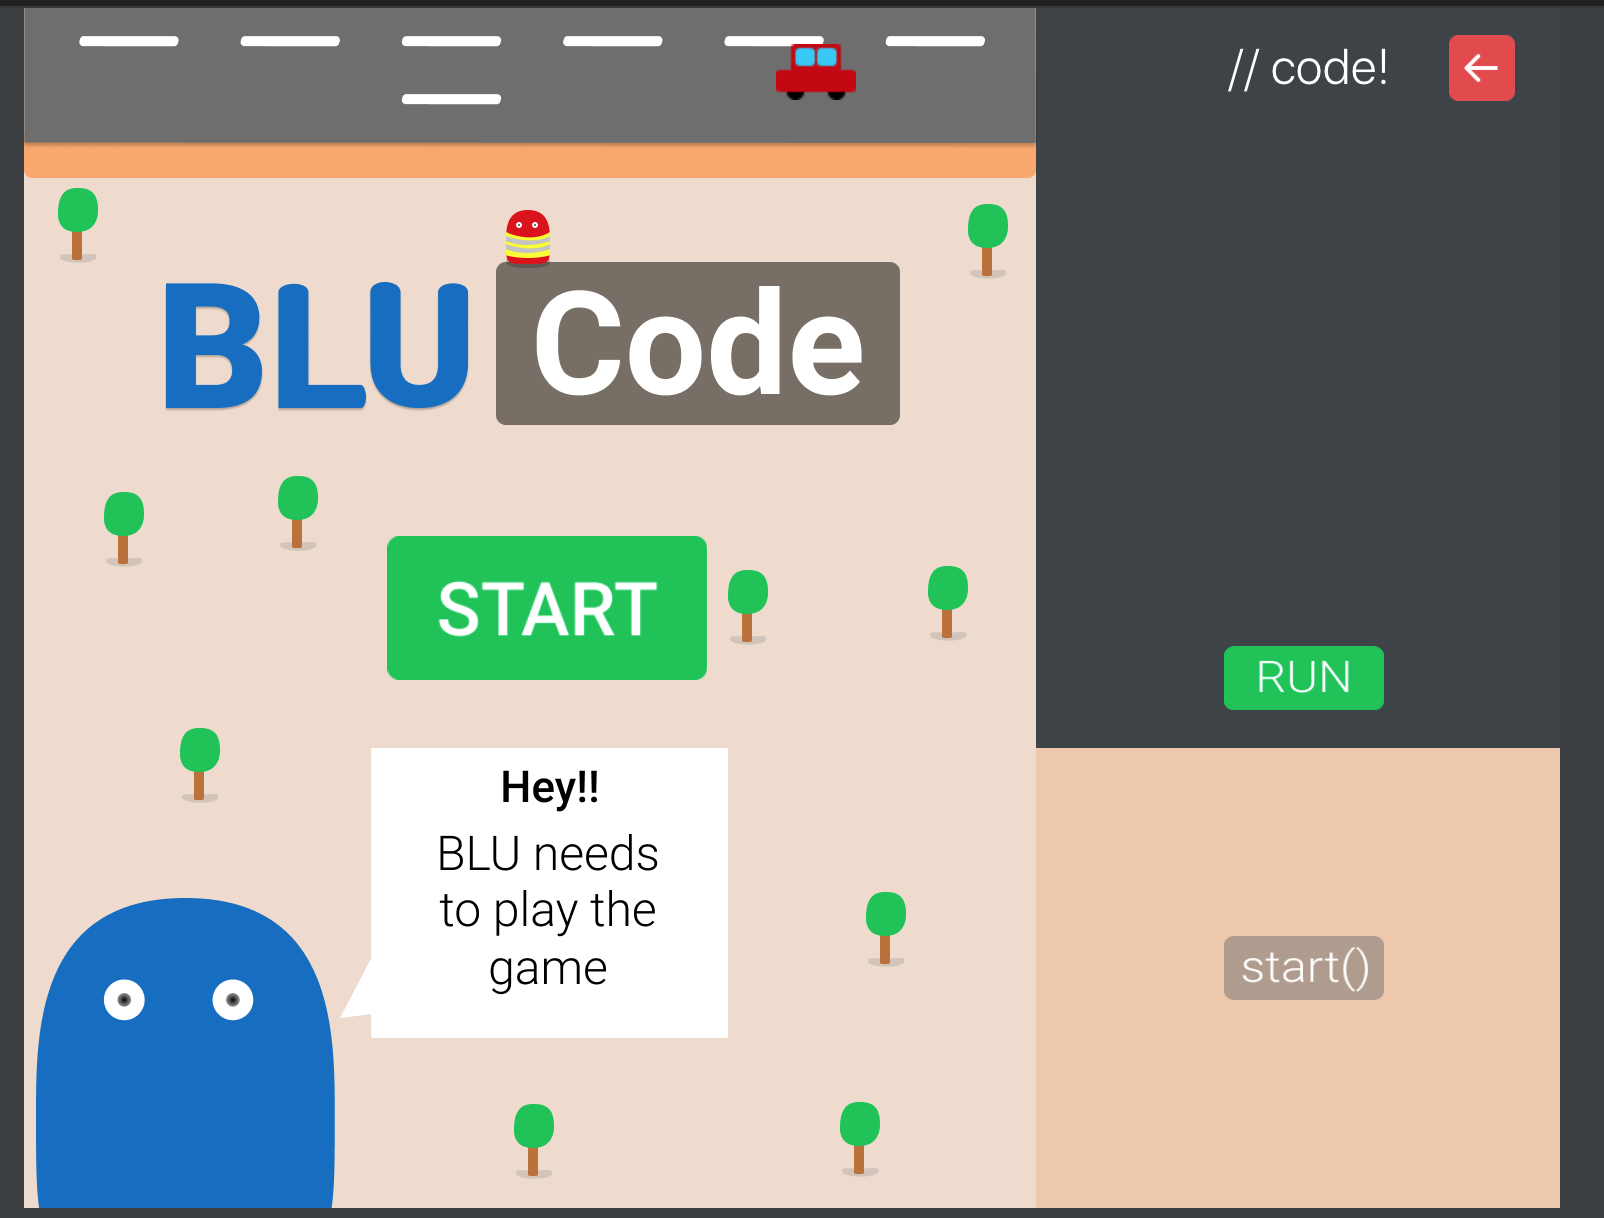 // code!
BLU Code
START
RUN
Hey!!
BLU needs
to play the
game
start()